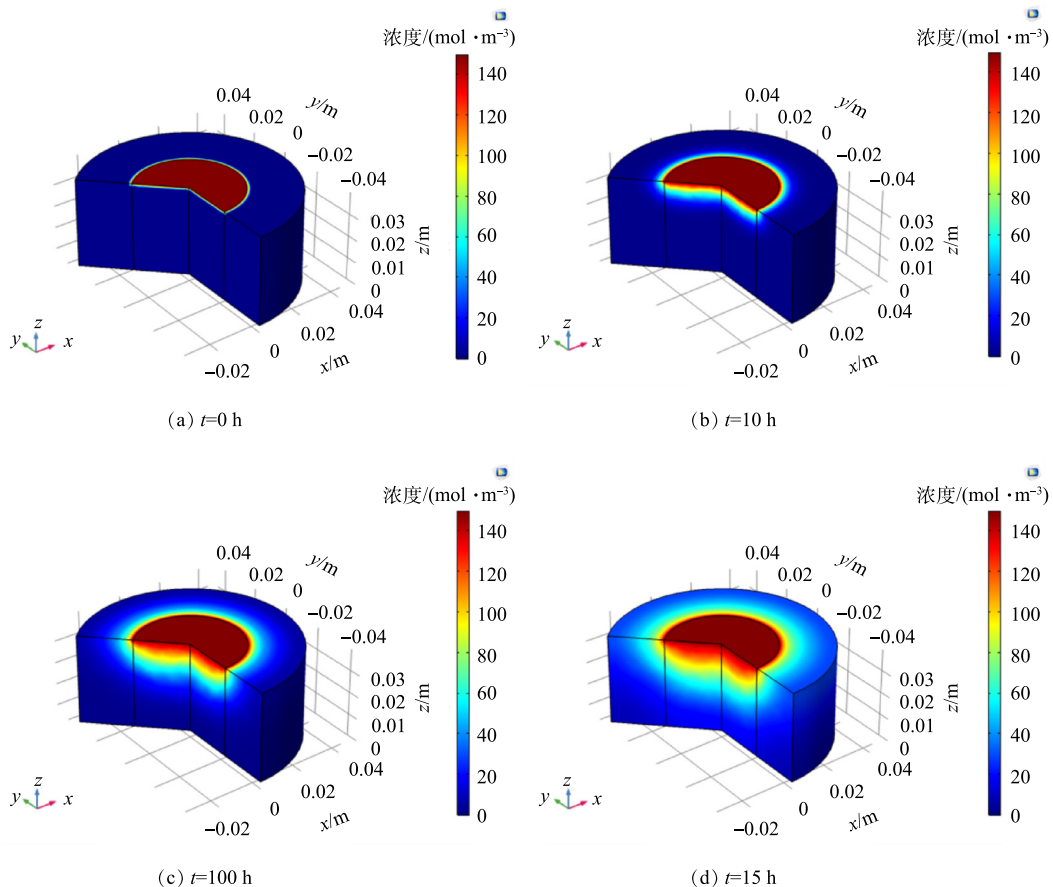 浓度/(mol·m⁻³)
140
120
100
80
60
40
20
0
0.04
0.02
0
−0.02
−0.04
y/m
0.03
0.02
0.01
0
z/m
0.04
0.02
0
−0.02
x/m
z
y
x
(a) t=0 h
浓度/(mol·m⁻³)
140
120
100
80
60
40
20
0
0.04
0.02
0
−0.02
−0.04
y/m
0.03
0.02
0.01
0
z/m
0.04
0.02
0
−0.02
x/m
z
y
x
(b) t=10 h
浓度/(mol·m⁻³)
140
120
100
80
60
40
20
0
0.04
0.02
0
−0.02
−0.04
y/m
0.03
0.02
0.01
0
z/m
0.04
0.02
0
−0.02
x/m
z
y
x
(c) t=100 h
浓度/(mol·m⁻³)
140
120
100
80
60
40
20
0
0.04
0.02
0
−0.02
−0.04
y/m
0.03
0.02
0.01
0
z/m
0.04
0.02
0
−0.02
x/m
z
y
x
(d) t=15 h